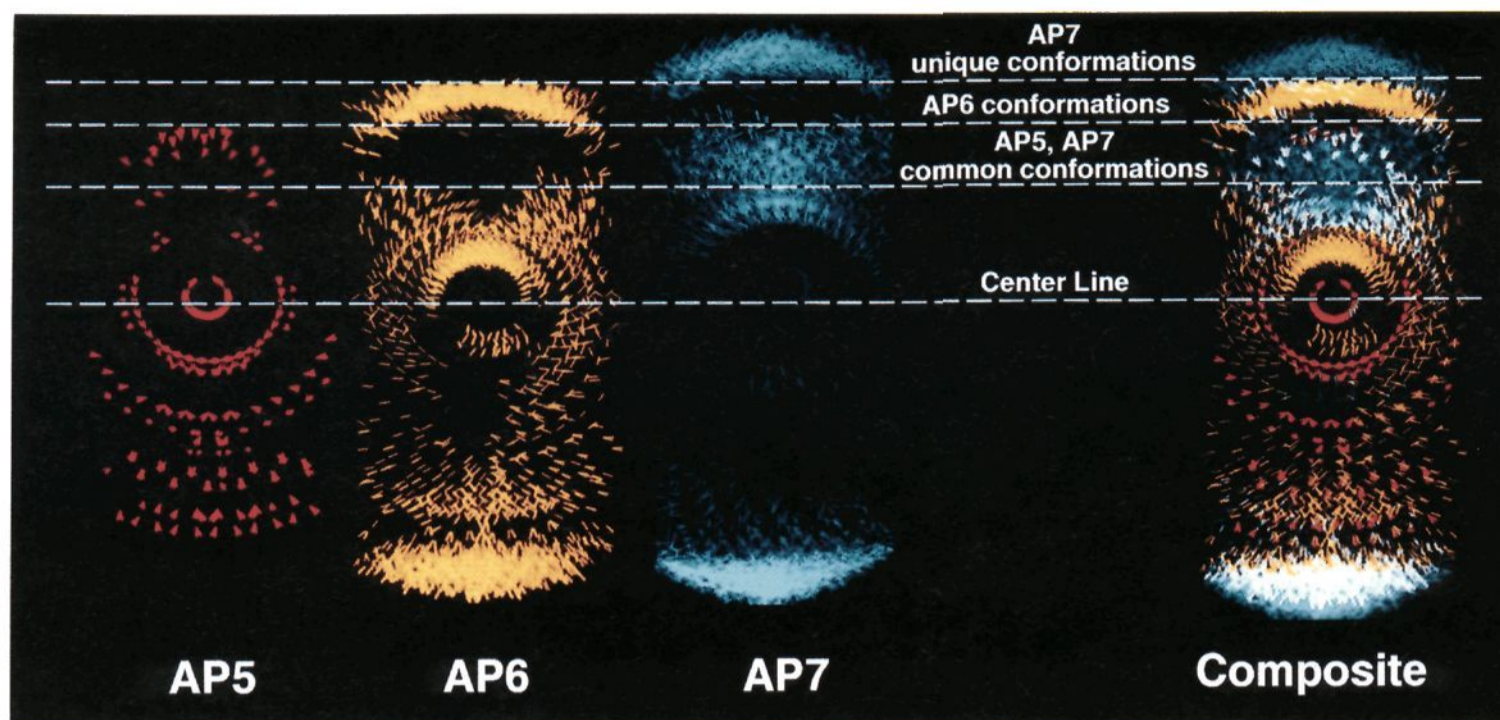 AP7
unique conformations
AP6 conformations
AP5, AP7
common conformations
Center Line
AP5
AP6
AP7
Composite